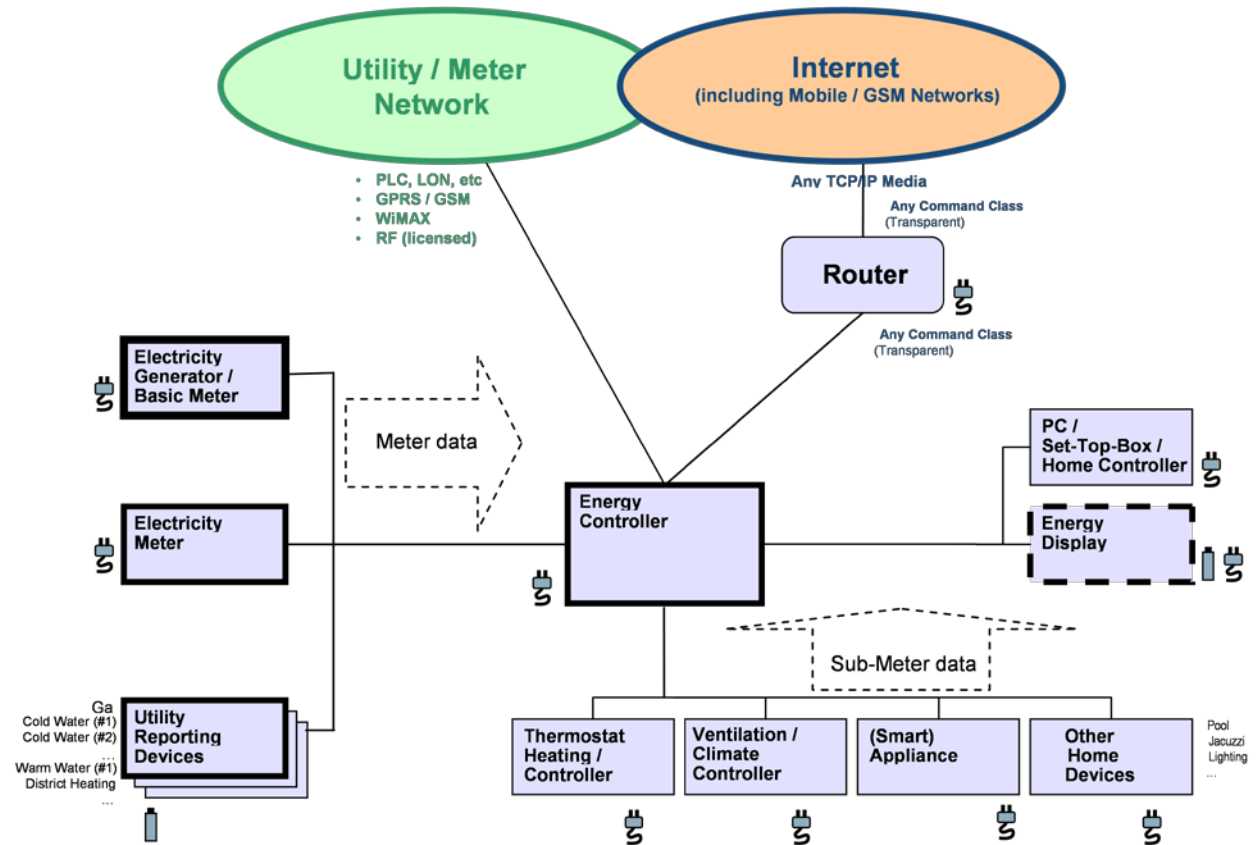 Utility / Meter
Network
Internet
(including Mobile / GSM Networks)
• PLC, LON, etc
• GPRS / GSM
• WiMAX
• RF (licensed)
Any TCP/IP Media
Any Command Class
(Transparent)
Router
Any Command Class
(Transparent)
Electricity
Generator /
Basic Meter
Meter data
PC /
Set-Top-Box /
Home Controller
Electricity
Meter
Energy
Controller
Energy
Display
Sub-Meter data
Ga
Cold Water (#1)
Cold Water (#2)
...
Warm Water (#1)
District Heating
...
Utility
Reporting
Devices
Thermostat
Heating /
Controller
Ventilation /
Climate
Controller
(Smart)
Appliance
Other
Home
Devices
Pool
Jacuzzi
Lighting
...